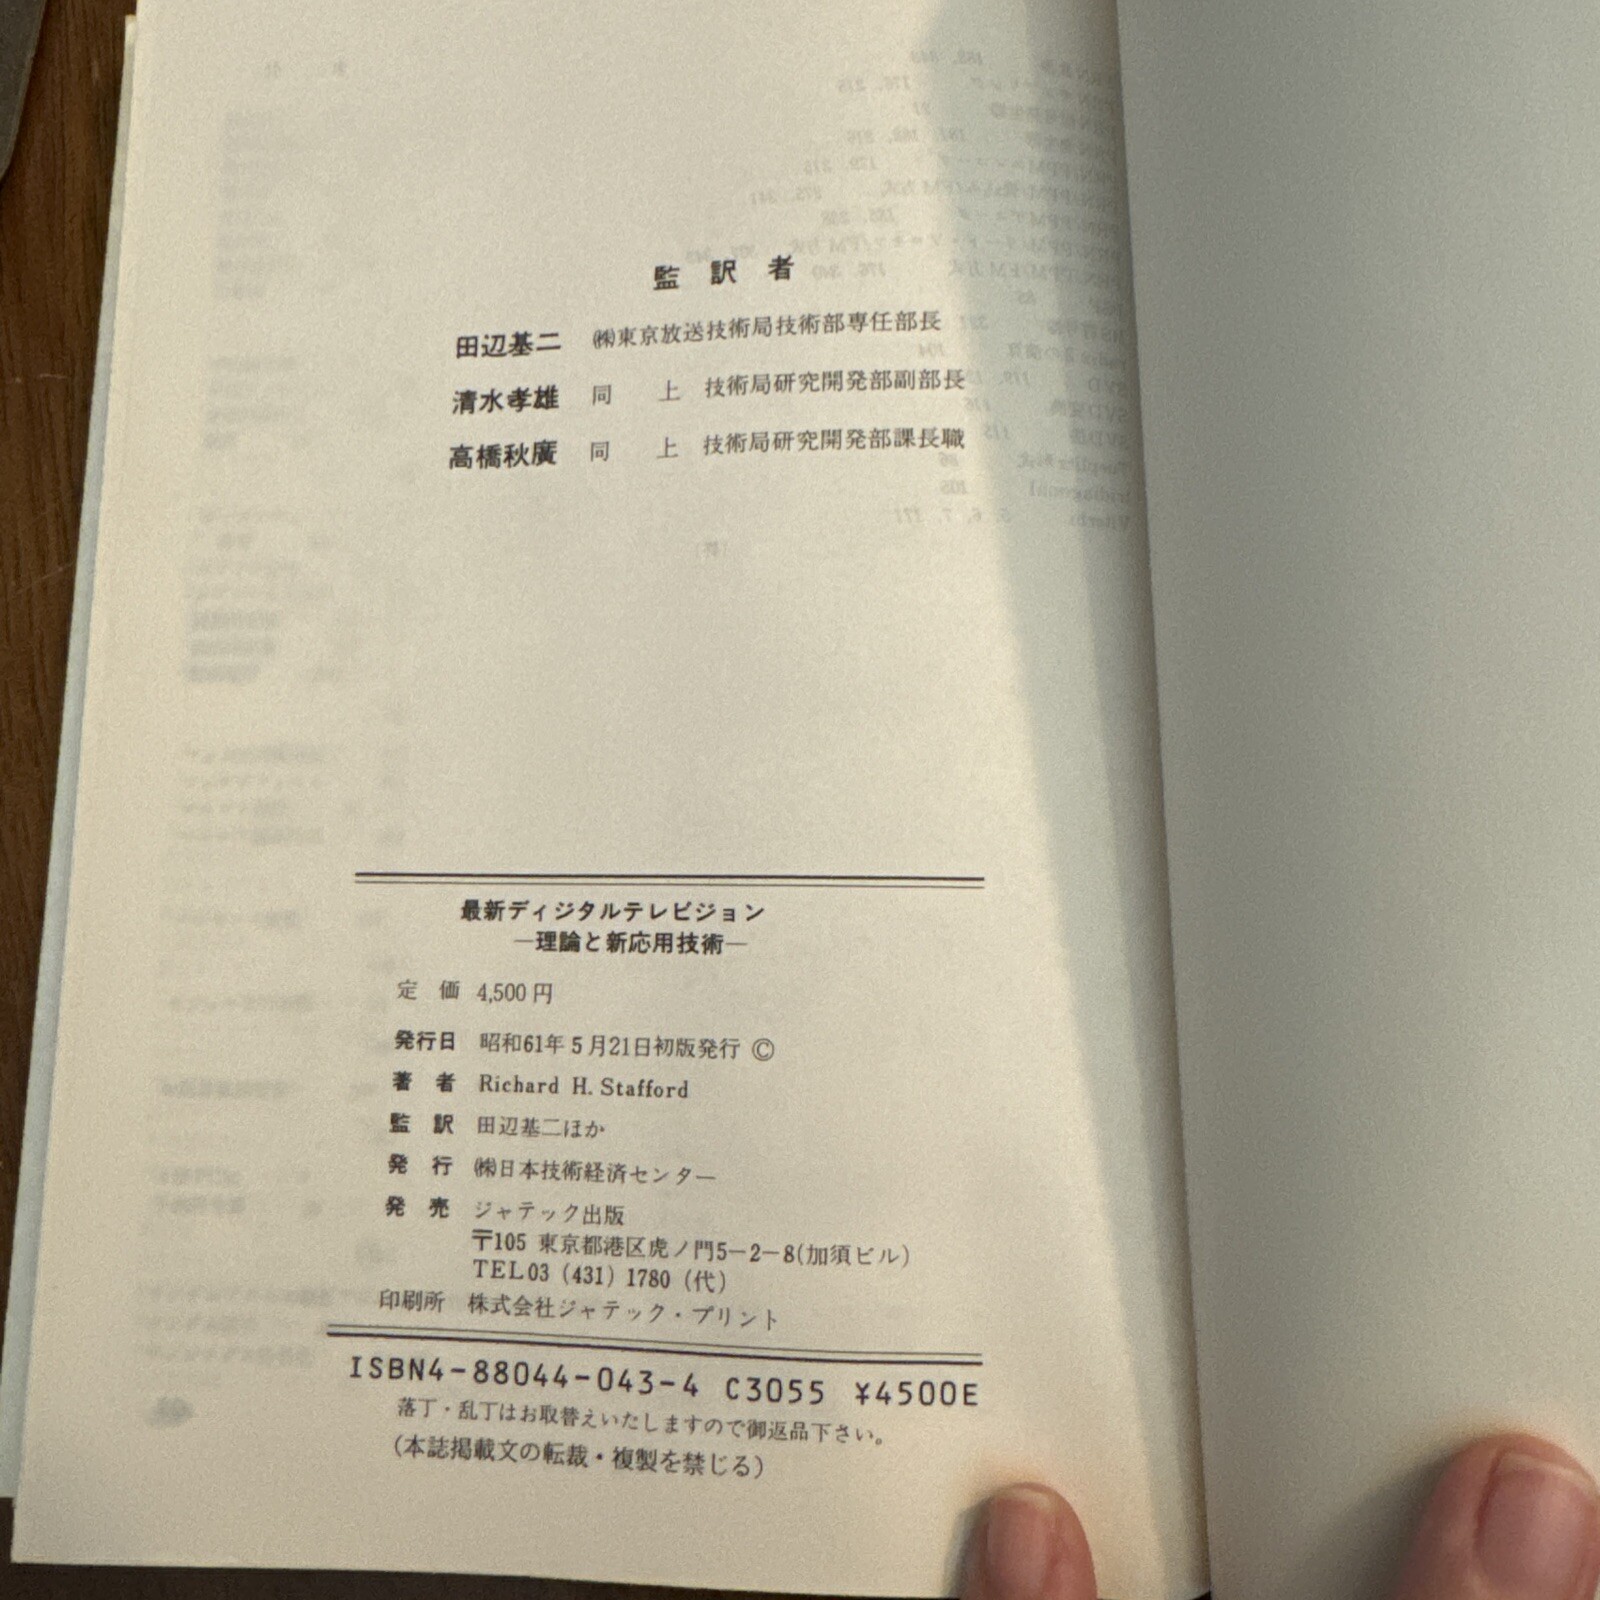 監訳者
田辺基二 ㈱東京放送技術局技術部専任部長
清水孝雄 同上 技術局研究開発部副部長
高橋秋廣 同上 技術局研究開発部課長職
最新ディジタルテレビジョン
―理論と新応用技術―
定価 4,500円
発行日 昭和61年5月21日初版発行 ©
著者 Richard H. Stafford
監訳 田辺基二ほか
発行 ㈱日本技術経済センター
発売 ジャテック出版
〒105 東京都港区虎ノ門5-2-8(加須ビル)
TEL03 (431) 1780 (代)
印刷所 株式会社ジャテック・プリント
ISBN4-88044-043-4 C3055 ¥4500E
落丁・乱丁はお取替えいたしますので御返品下さい。
(本誌掲載文の転裁・複製を禁じる)